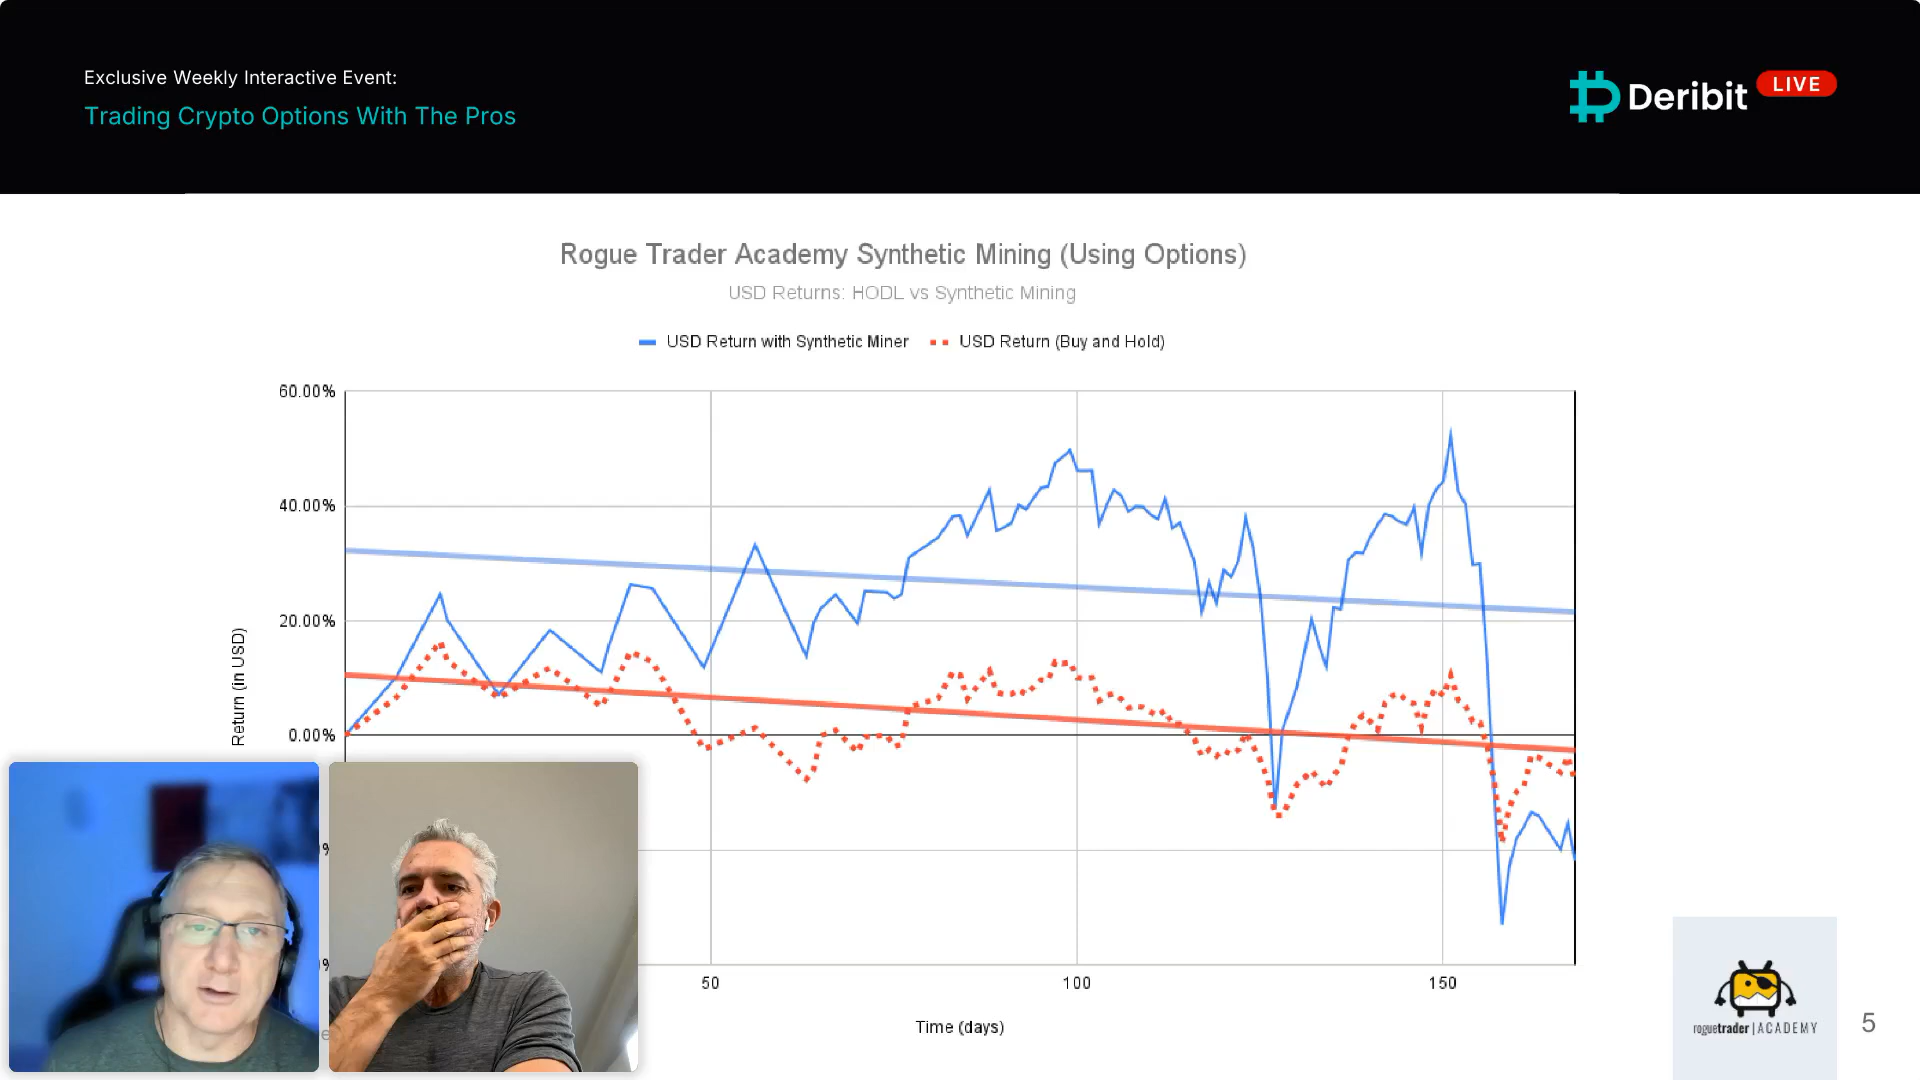 Exclusive Weekly Interactive Event:
Trading Crypto Options With The Pros
Deribit LIVE
Rogue Trader Academy Synthetic Mining (Using Options)
USD Returns: HODL vs Synthetic Mining
USD Return with Synthetic Miner
USD Return (Buy and Hold)
60.00%
40.00%
20.00%
0.00%
Return (in USD)
50
100
150
Time (days)
roguetrader|ACADEMY
5